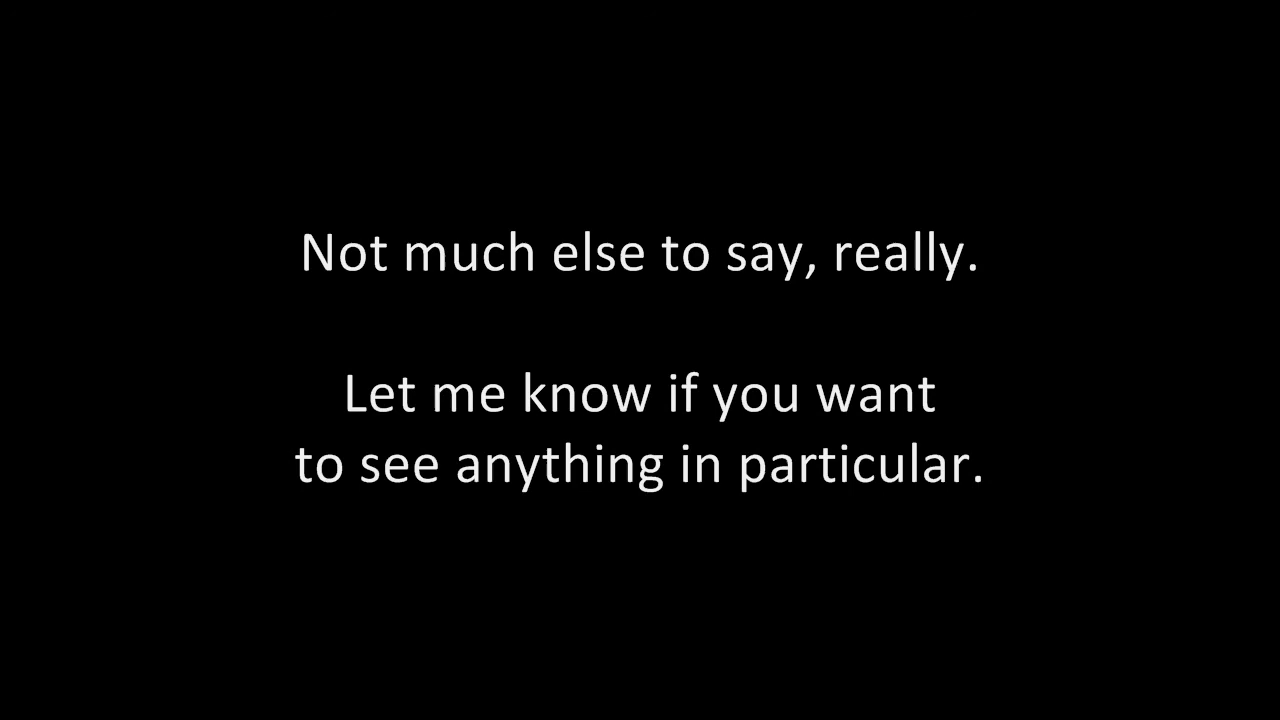 Not much else to say, really.
Let me know if you want
to see anything in particular.